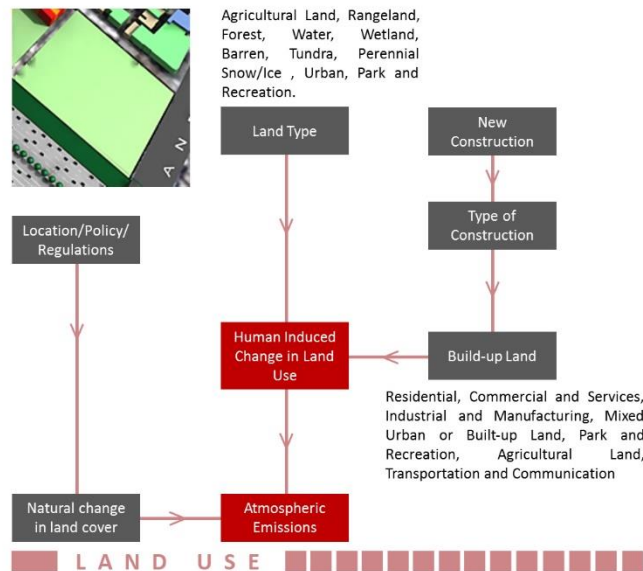 Agricultural Land, Rangeland,
Forest, Water, Wetland,
Barren, Tundra, Perennial
Snow/Ice , Urban, Park and
Recreation.
A N
Land Type
New
Construction
Location/Policy/
Regulations
Type of
Construction
Human Induced
Change in Land
Use
Build-up Land
Residential, Commercial and Services,
Industrial and Manufacturing, Mixed
Urban or Built-up Land, Park and
Recreation, Agricultural Land,
Transportation and Communication
Natural change
in land cover
Atmospheric
Emissions
LAND USE